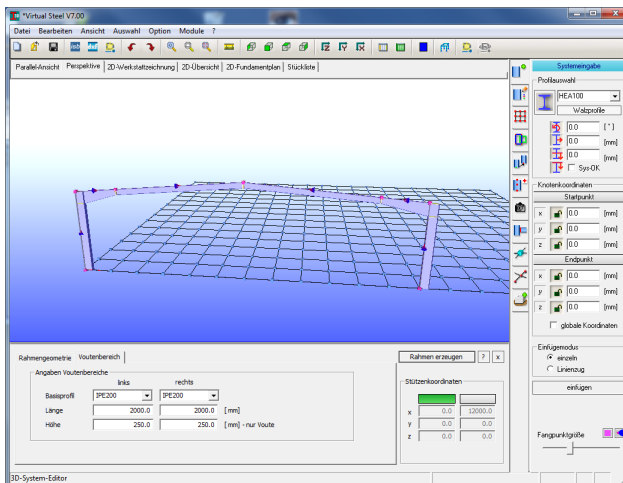 *Virtual Steel V7.00
Datei Bearbeiten Ansicht Auswahl Option Module ?
Parallel-Ansicht Perspektive 2D-Werkstattzeichnung 2D-Übersicht 2D-Fundamentplan Stückliste
Systemeingabe
Profilauswahl
HEA100
Walzprofile
0.0 [°]
0.0 [mm]
0.0 [mm]
Sys-OK
Knotenkoordinaten
Startpunkt
x 0.0 [mm]
y 0.0 [mm]
z 0.0 [mm]
Endpunkt
x 0.0 [mm]
y 0.0 [mm]
z 0.0 [mm]
globale Koordinaten
Einfügemodus
einzeln
Linienzug
einfügen
Fangpunktgröße
Rahmengeometrie Voutenbereich
Rahmen erzeugen ? x
Angaben Voutenbereiche
links rechts
Basisprofil IPE200 IPE200
Länge 2000.0 2000.0 [mm]
Höhe 250.0 250.0 [mm] - nur Voute
Stützenkoordinaten
x 0.0 12000.0
y 0.0 0.0
z 0.0 0.0
3D-System-Editor